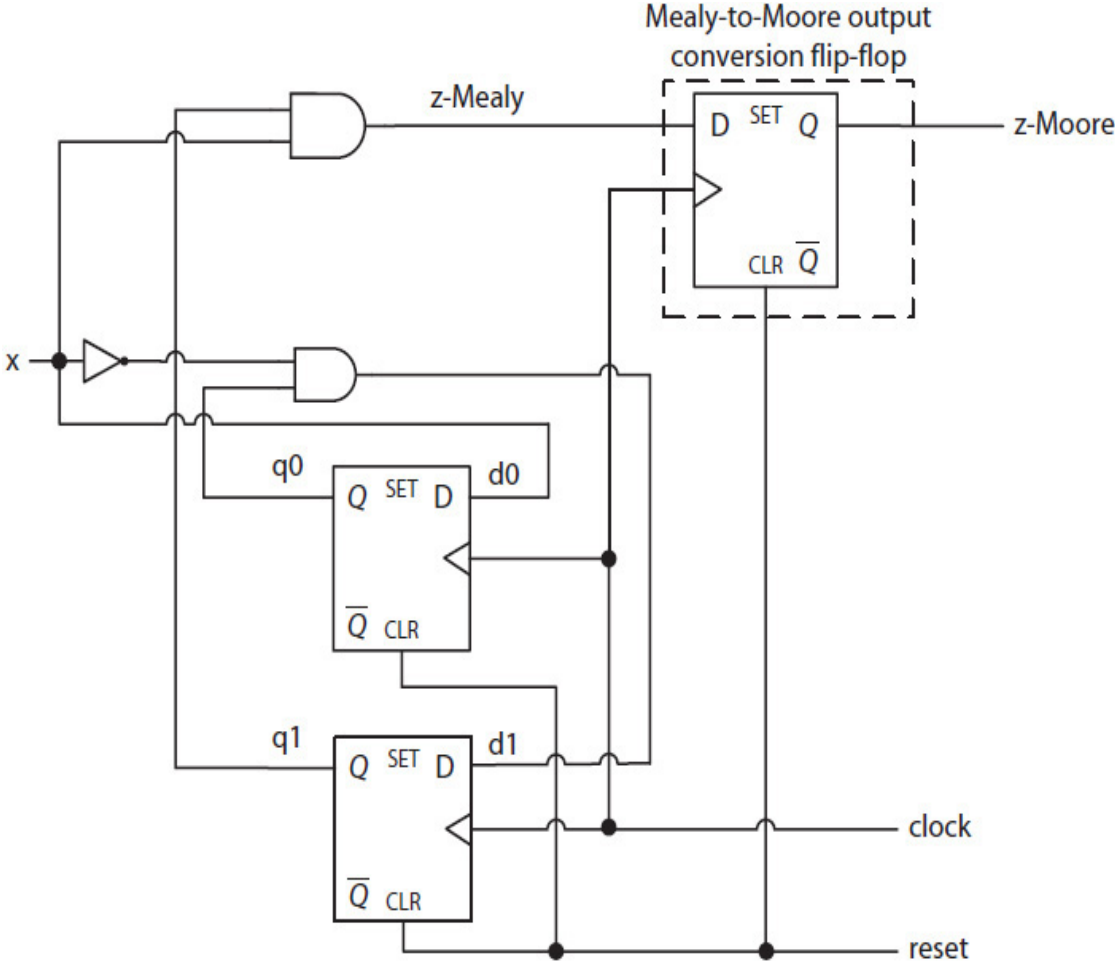 Mealy-to-Moore output
conversion flip-flop
z-Mealy
D SET Q
z-Moore
CLR Q̅
x
q0
Q SET D
d0
Q̅ CLR
q1
Q SET D
d1
clock
Q̅ CLR
reset